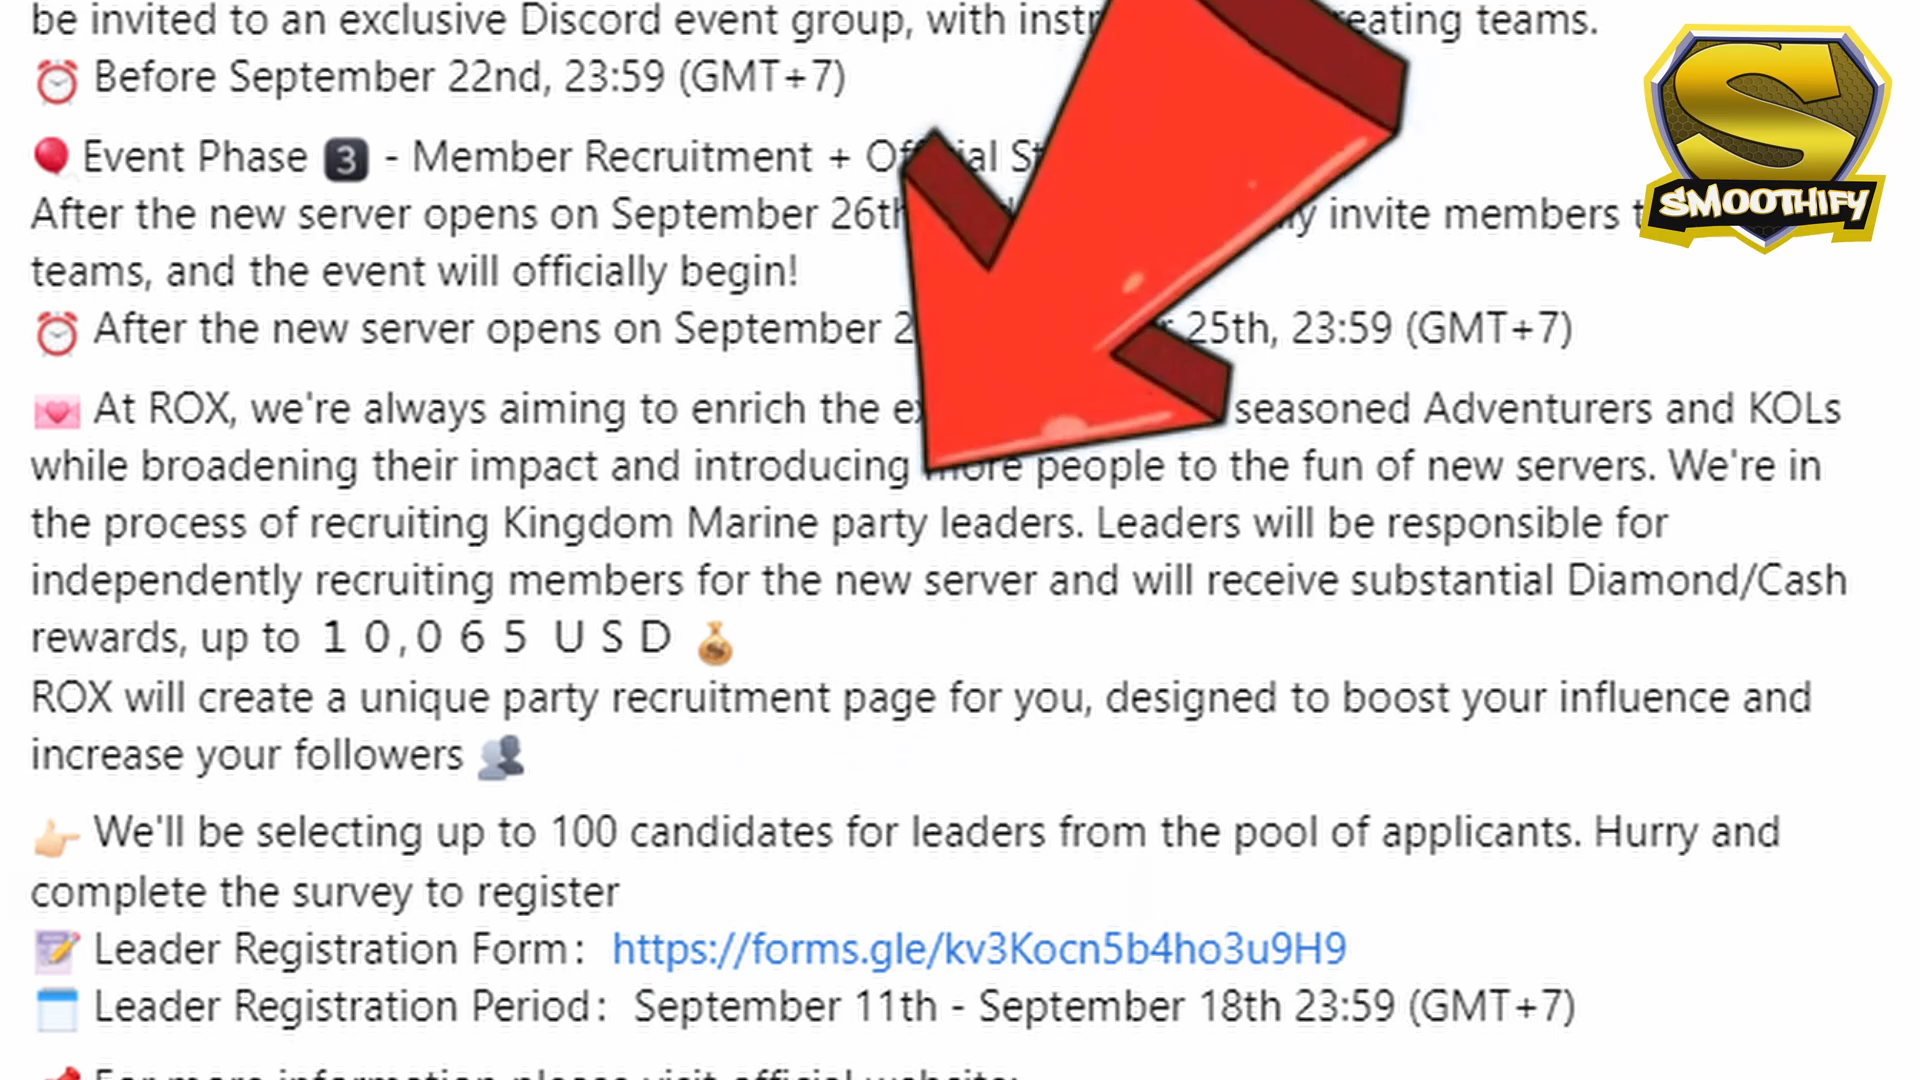 be invited to an exclusive Discord event group, with eating teams.
⏰ Before September 22nd, 23:59 (GMT+7)
🎈 Event Phase 3 - Member Recruitment +
After the new server opens on September 26th invite members
teams, and the event will officially begin!
⏰ After the new server opens on September 25th, 23:59 (GMT+7)
💌 At ROX, we're always aiming to enrich the seasoned Adventurers and KOLs
while broadening their impact and introducing more people to the fun of new servers. We're in
the process of recruiting Kingdom Marine party leaders. Leaders will be responsible for
independently recruiting members for the new server and will receive substantial Diamond/Cash
rewards, up to 10,065 USD 💰
ROX will create a unique party recruitment page for you, designed to boost your influence and
increase your followers 👥
👉🏻 We'll be selecting up to 100 candidates for leaders from the pool of applicants. Hurry and
complete the survey to register
📝 Leader Registration Form: https://forms.gle/kv3Kocn5b4ho3u9H9
🗓 Leader Registration Period: September 11th - September 18th 23:59 (GMT+7)
📌 For more information please visit official website:
S
SMOOTHIFY